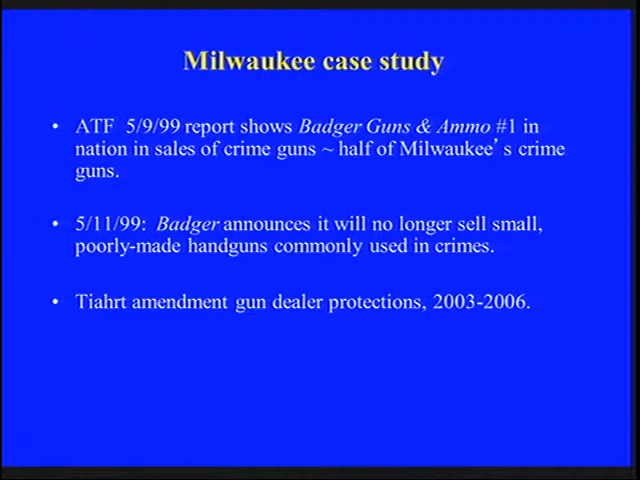 Milwaukee case study
• ATF 5/9/99 report shows Badger Guns & Ammo #1 in
nation in sales of crime guns ~ half of Milwaukee’s crime
guns.
• 5/11/99: Badger announces it will no longer sell small,
poorly-made handguns commonly used in crimes.
• Tiahrt amendment gun dealer protections, 2003-2006.